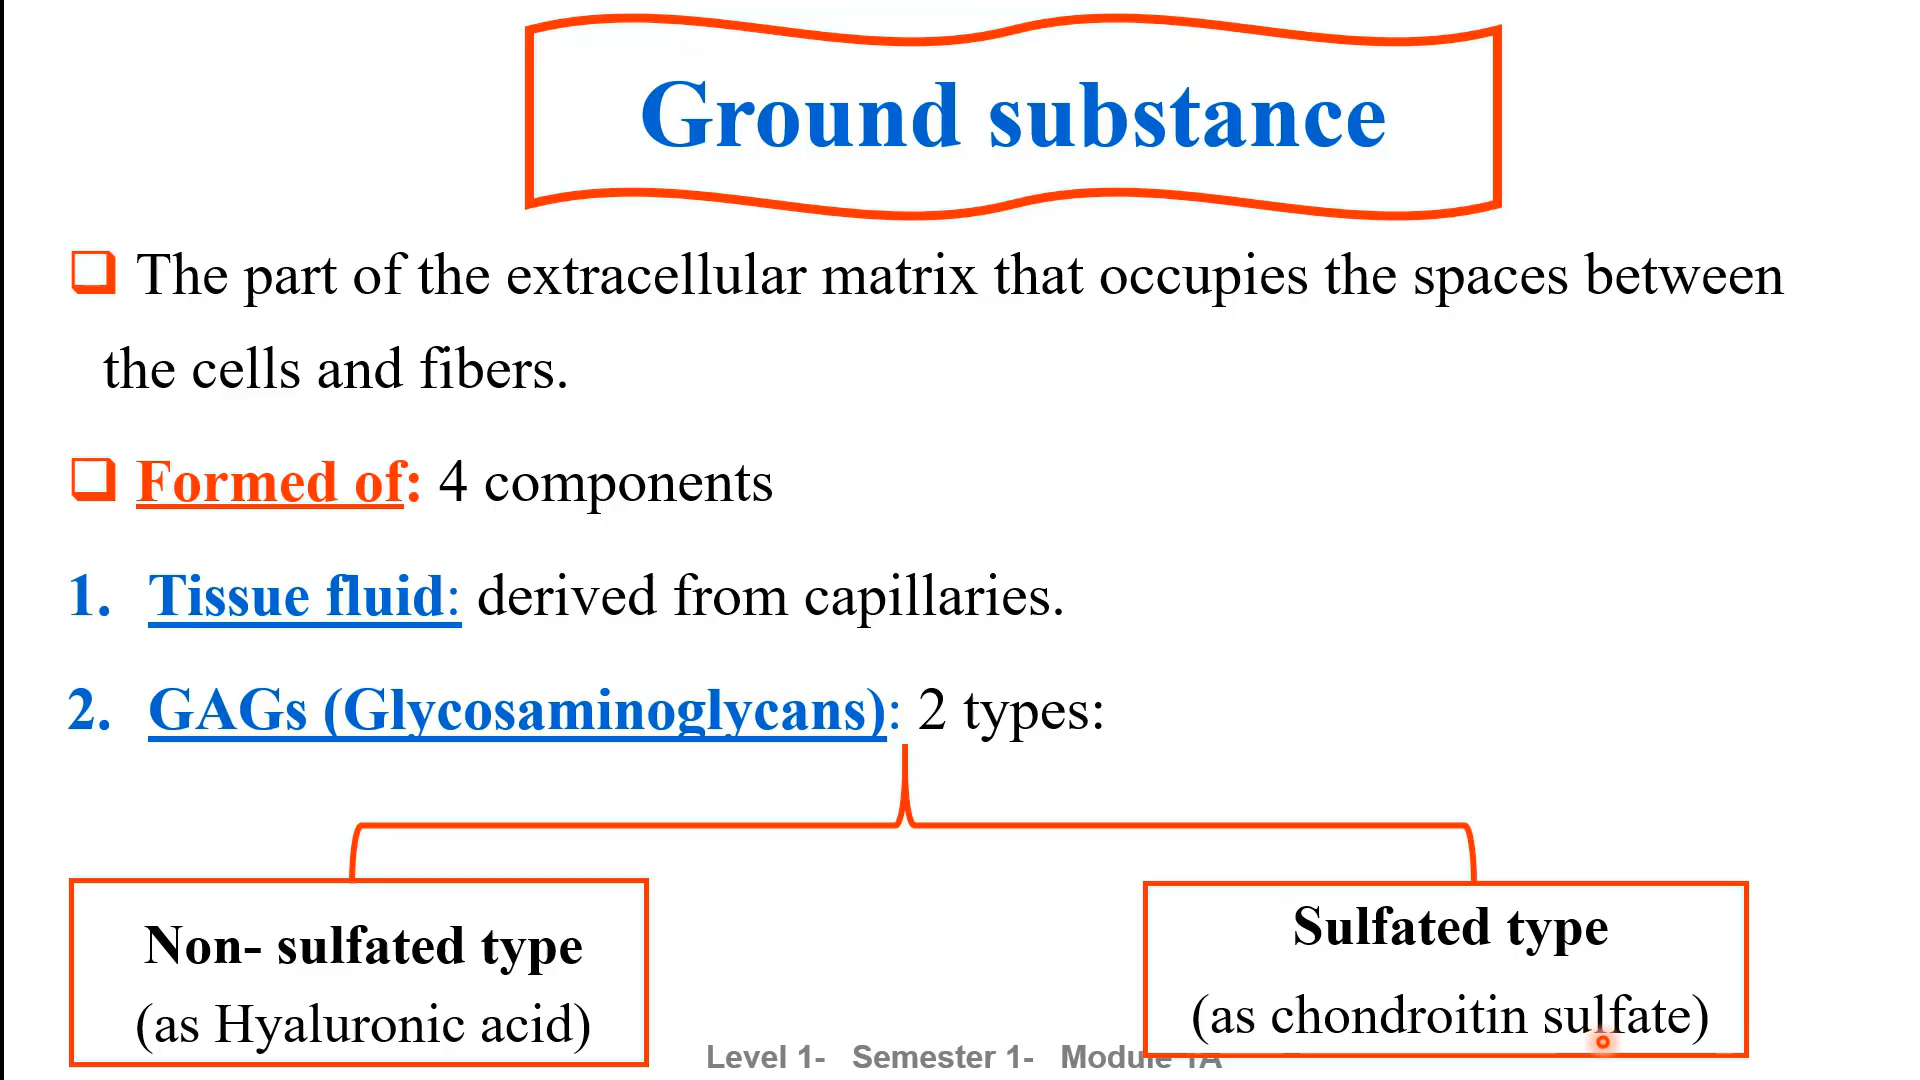 Ground substance
❑ The part of the extracellular matrix that occupies the spaces between
the cells and fibers.
❑ Formed of: 4 components
1. Tissue fluid: derived from capillaries.
2. GAGs (Glycosaminoglycans): 2 types:
Non- sulfated type
(as Hyaluronic acid)
Sulfated type
(as chondroitin sulfate)
Level 1- Semester 1- Module 1A